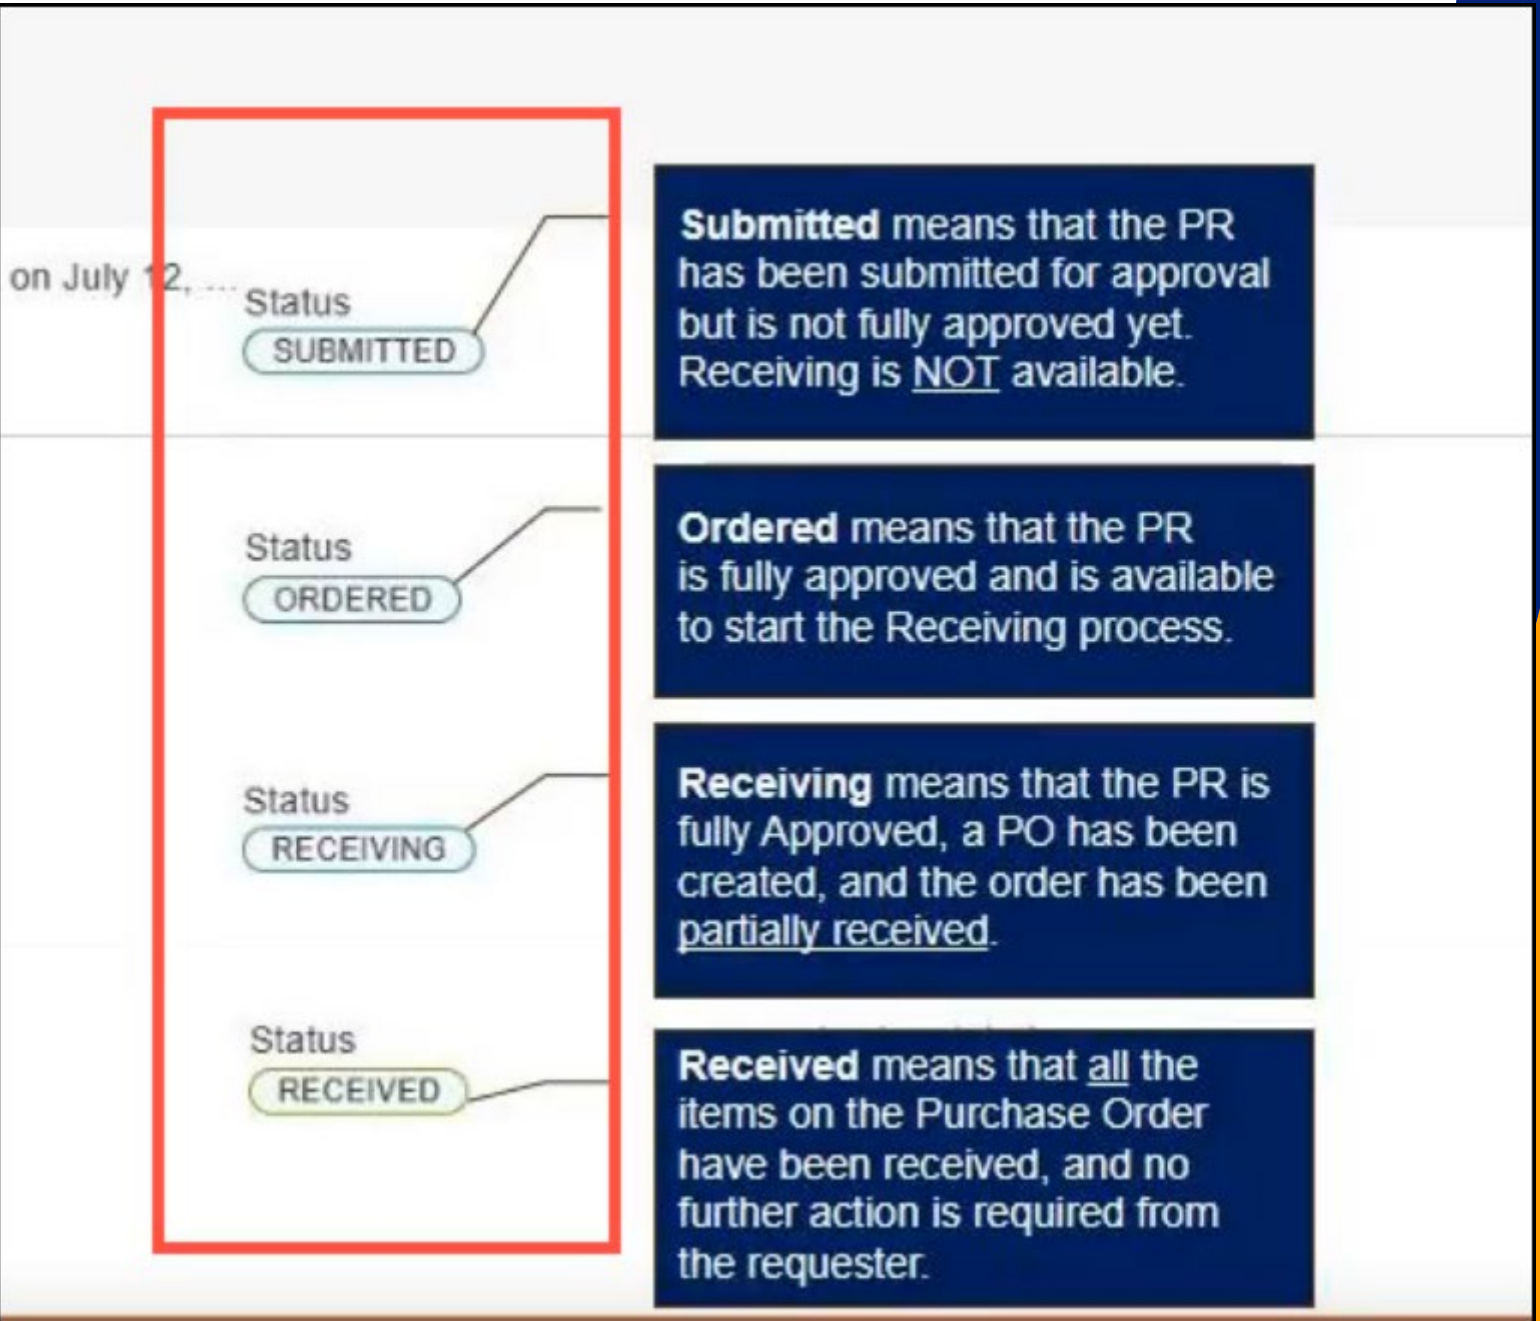 on July 12, ...
Status
SUBMITTED
Submitted means that the PR
has been submitted for approval
but is not fully approved yet.
Receiving is NOT available.
Status
ORDERED
Ordered means that the PR
is fully approved and is available
to start the Receiving process.
Status
RECEIVING
Receiving means that the PR is
fully Approved, a PO has been
created, and the order has been
partially received.
Status
RECEIVED
Received means that all the
items on the Purchase Order
have been received, and no
further action is required from
the requester.